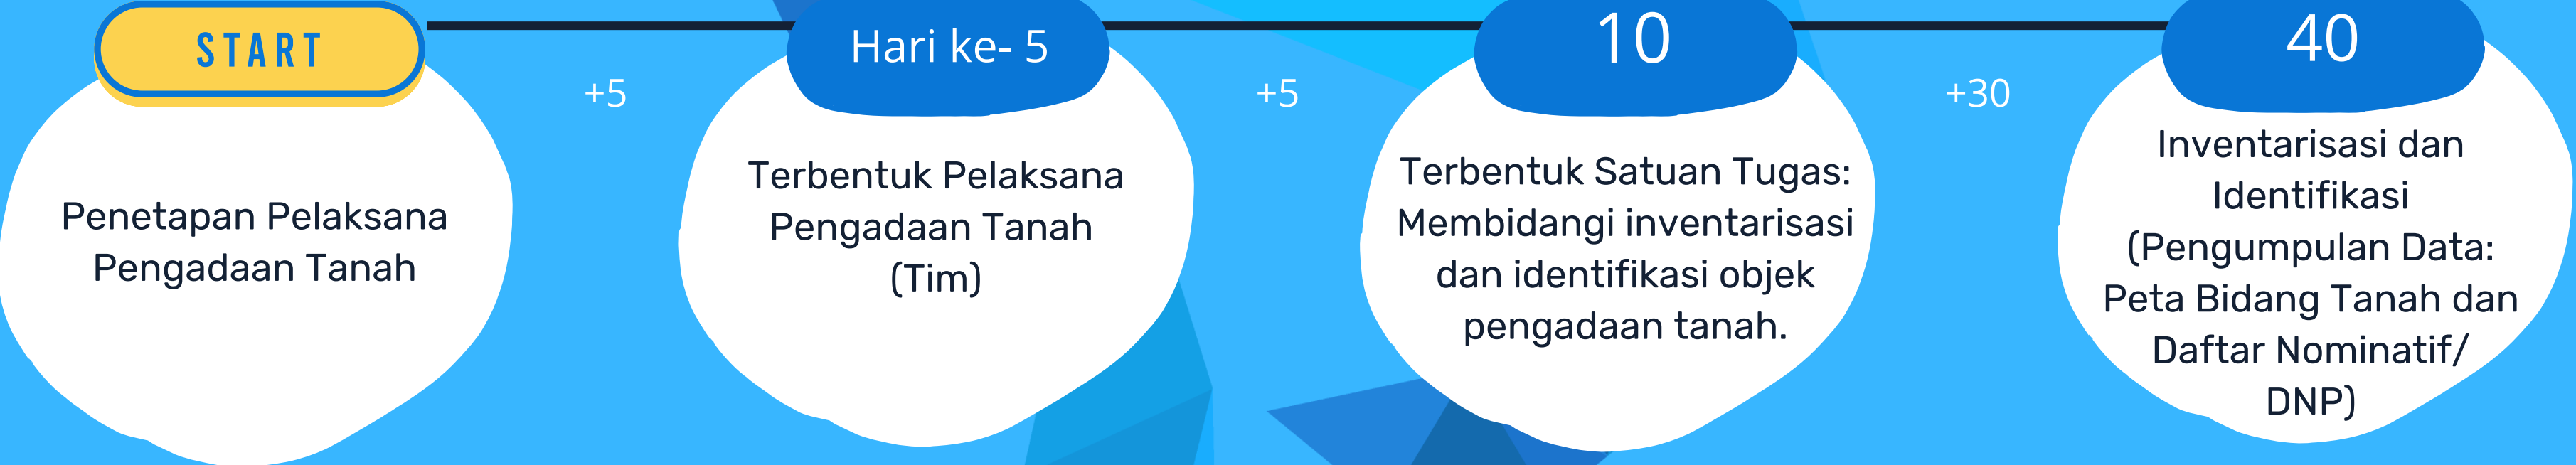 START
Penetapan Pelaksana
Pengadaan Tanah
+5
Hari ke- 5
Terbentuk Pelaksana
Pengadaan Tanah
(Tim)
+5
10
Terbentuk Satuan Tugas:
Membidangi inventarisasi
dan identifikasi objek
pengadaan tanah.
+30
40
Inventarisasi dan
Identifikasi
(Pengumpulan Data:
Peta Bidang Tanah dan
Daftar Nominatif/
DNP)